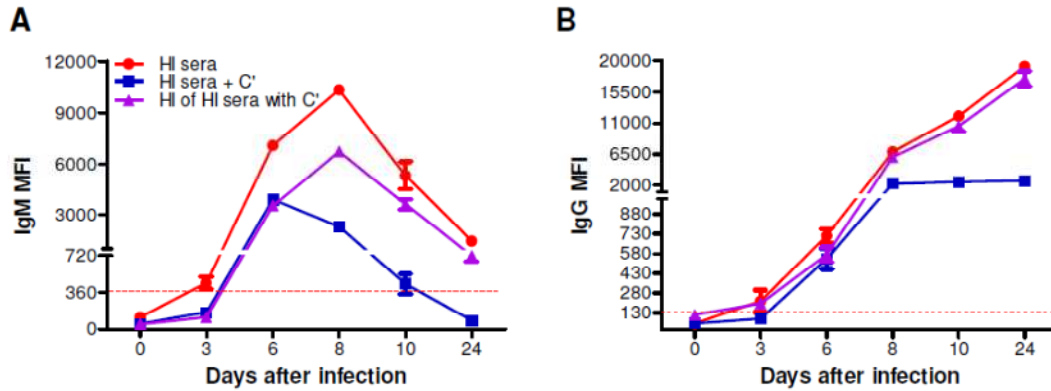 A
IgM MFI
12000
9000
6000
3000
720
360
0
HI sera
HI sera + C'
HI of HI sera with C'
0 3 6 8 10 24
Days after infection
B
IgG MFI
20000
15500
11000
6500
2000
880
730
580
430
280
130
0 3 6 8 10 24
Days after infection